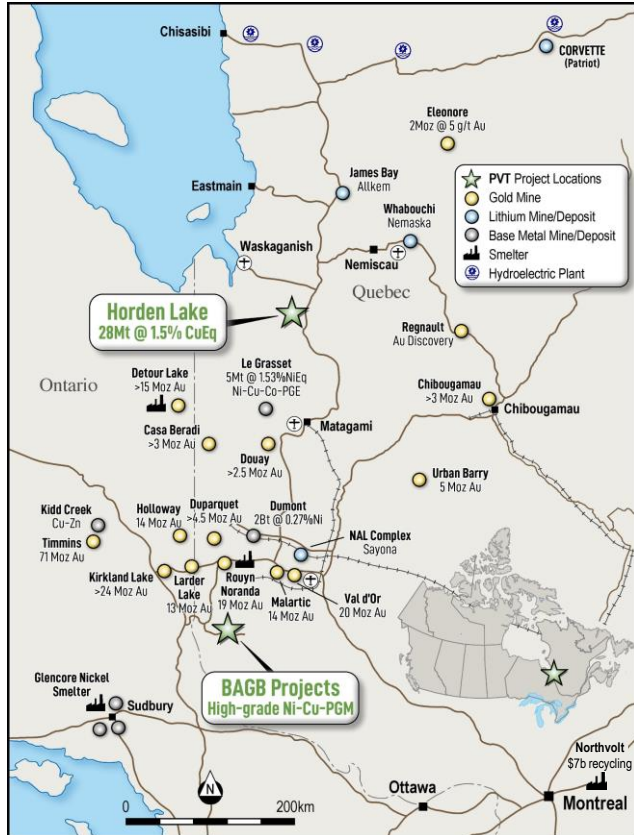 Chisasibi
CORVETTE
(Patriot)
Eleonore
2Moz @ 5 g/t Au
PVT Project Locations
Gold Mine
Lithium Mine/Deposit
Base Metal Mine/Deposit
Smelter
Hydroelectric Plant
James Bay
Allkem
Eastmain
Whabouchi
Nemaska
Waskaganish
Nemiscau
Quebec
Horden Lake
28Mt @ 1.5% CuEq
Regnault
Au Discovery
Ontario
Detour Lake
>15 Moz Au
Le Grasset
5Mt @ 1.53%NiEq
Ni-Cu-Co-PGE
Chibougamau
>3 Moz Au
Chibougamau
Casa Beradi
>3 Moz Au
Matagami
Douay
>2.5 Moz Au
Urban Barry
5 Moz Au
Kidd Creek
Cu-Zn
Timmins
71 Moz Au
Holloway
14 Moz Au
Duparquet
>4.5 Moz Au
Dumont
2Bt @ 0.27%Ni
NAL Complex
Sayona
Kirkland Lake
>24 Moz Au
Larder
Lake
13 Moz Au
Rouyn
Noranda
19 Moz Au
Malartic
14 Moz Au
Val d'Or
20 Moz Au
BAGB Projects
High-grade Ni-Cu-PGM
Glencore Nickel
Smelter
Sudbury
Northvolt
$7b recycling
Ottawa
Montreal
N
0
200km